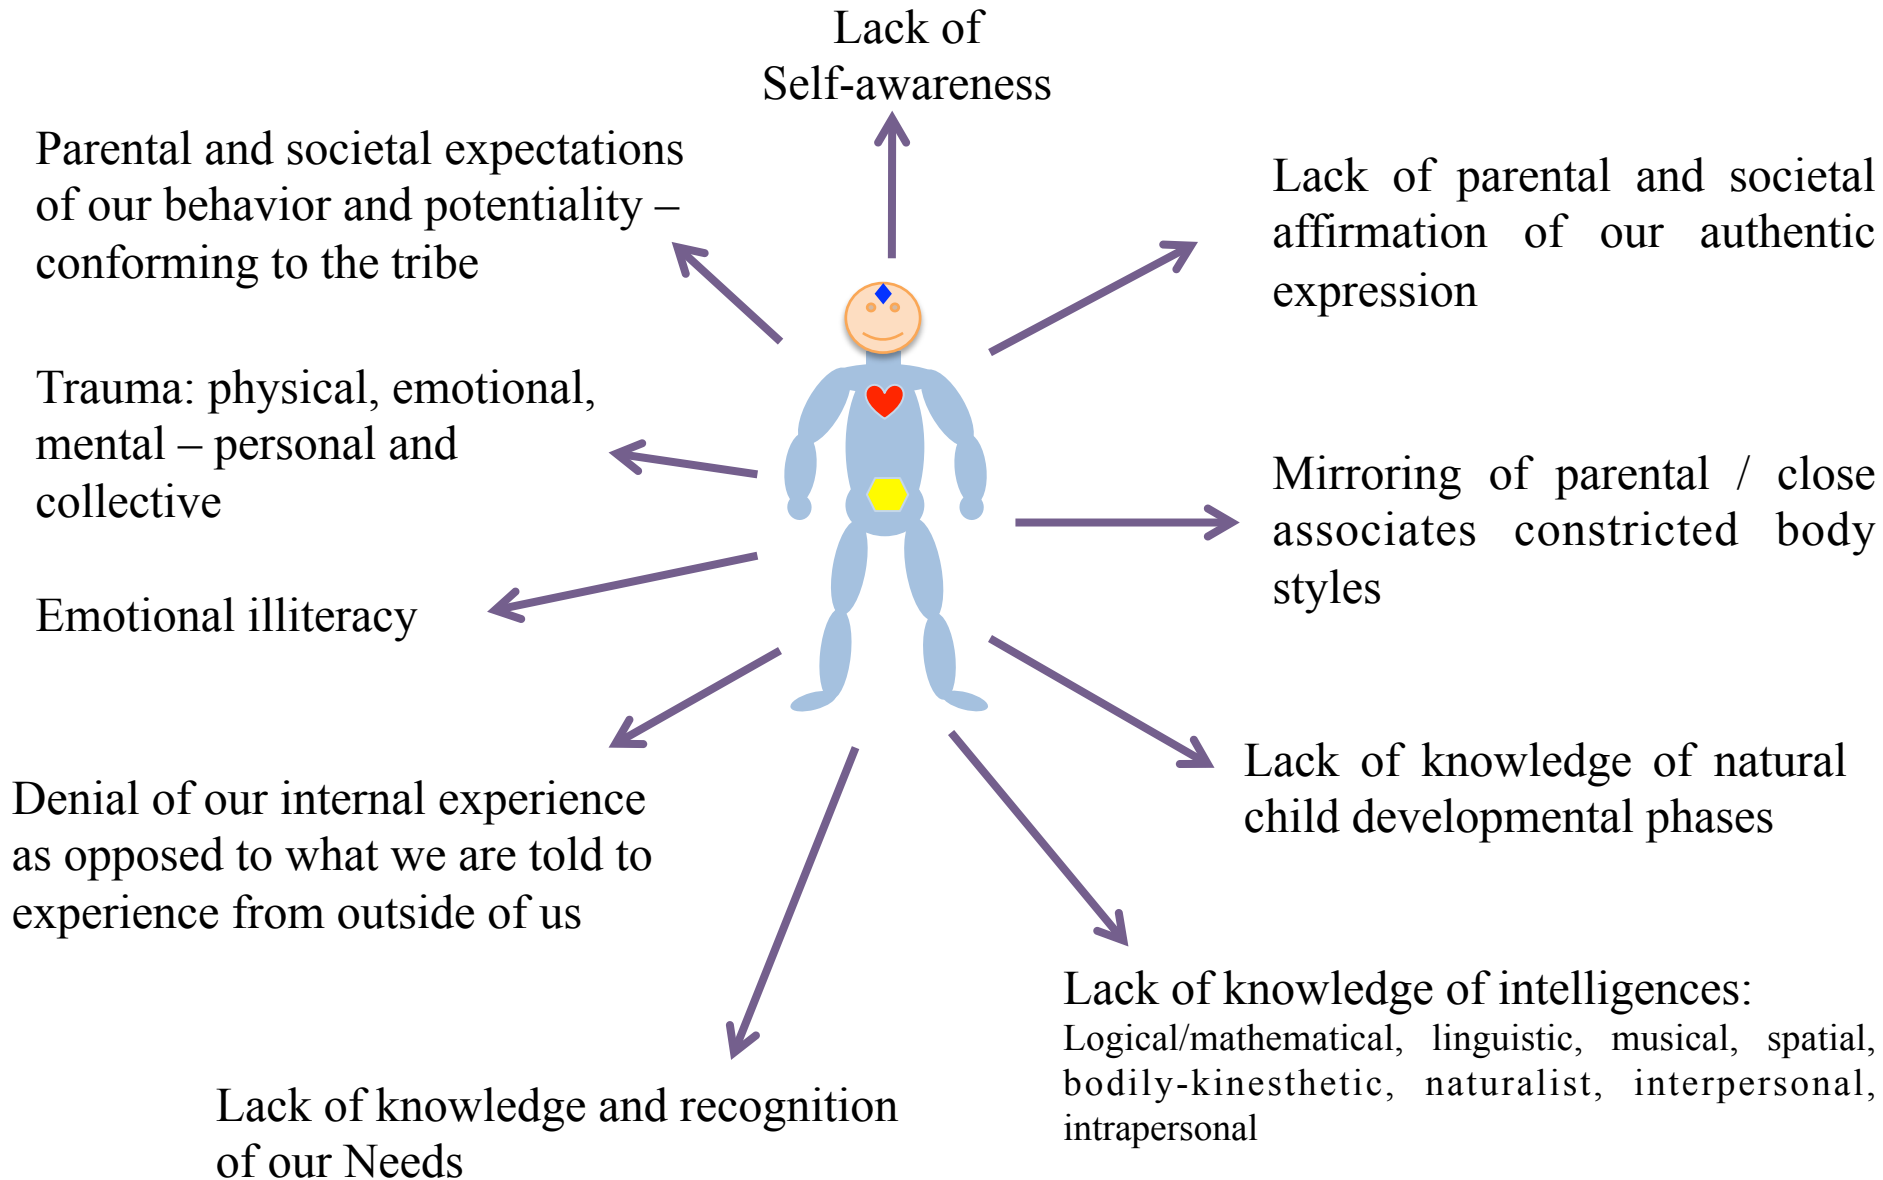 Lack of
Self-awareness
Parental and societal expectations
of our behavior and potentiality –
conforming to the tribe
Lack of parental and societal
affirmation of our authentic
expression
Trauma: physical, emotional,
mental – personal and
collective
Mirroring of parental / close
associates constricted body
styles
Emotional illiteracy
Lack of knowledge of natural
child developmental phases
Denial of our internal experience
as opposed to what we are told to
experience from outside of us
Lack of knowledge of intelligences:
Logical/mathematical, linguistic, musical, spatial,
bodily-kinesthetic, naturalist, interpersonal,
intrapersonal
Lack of knowledge and recognition
of our Needs